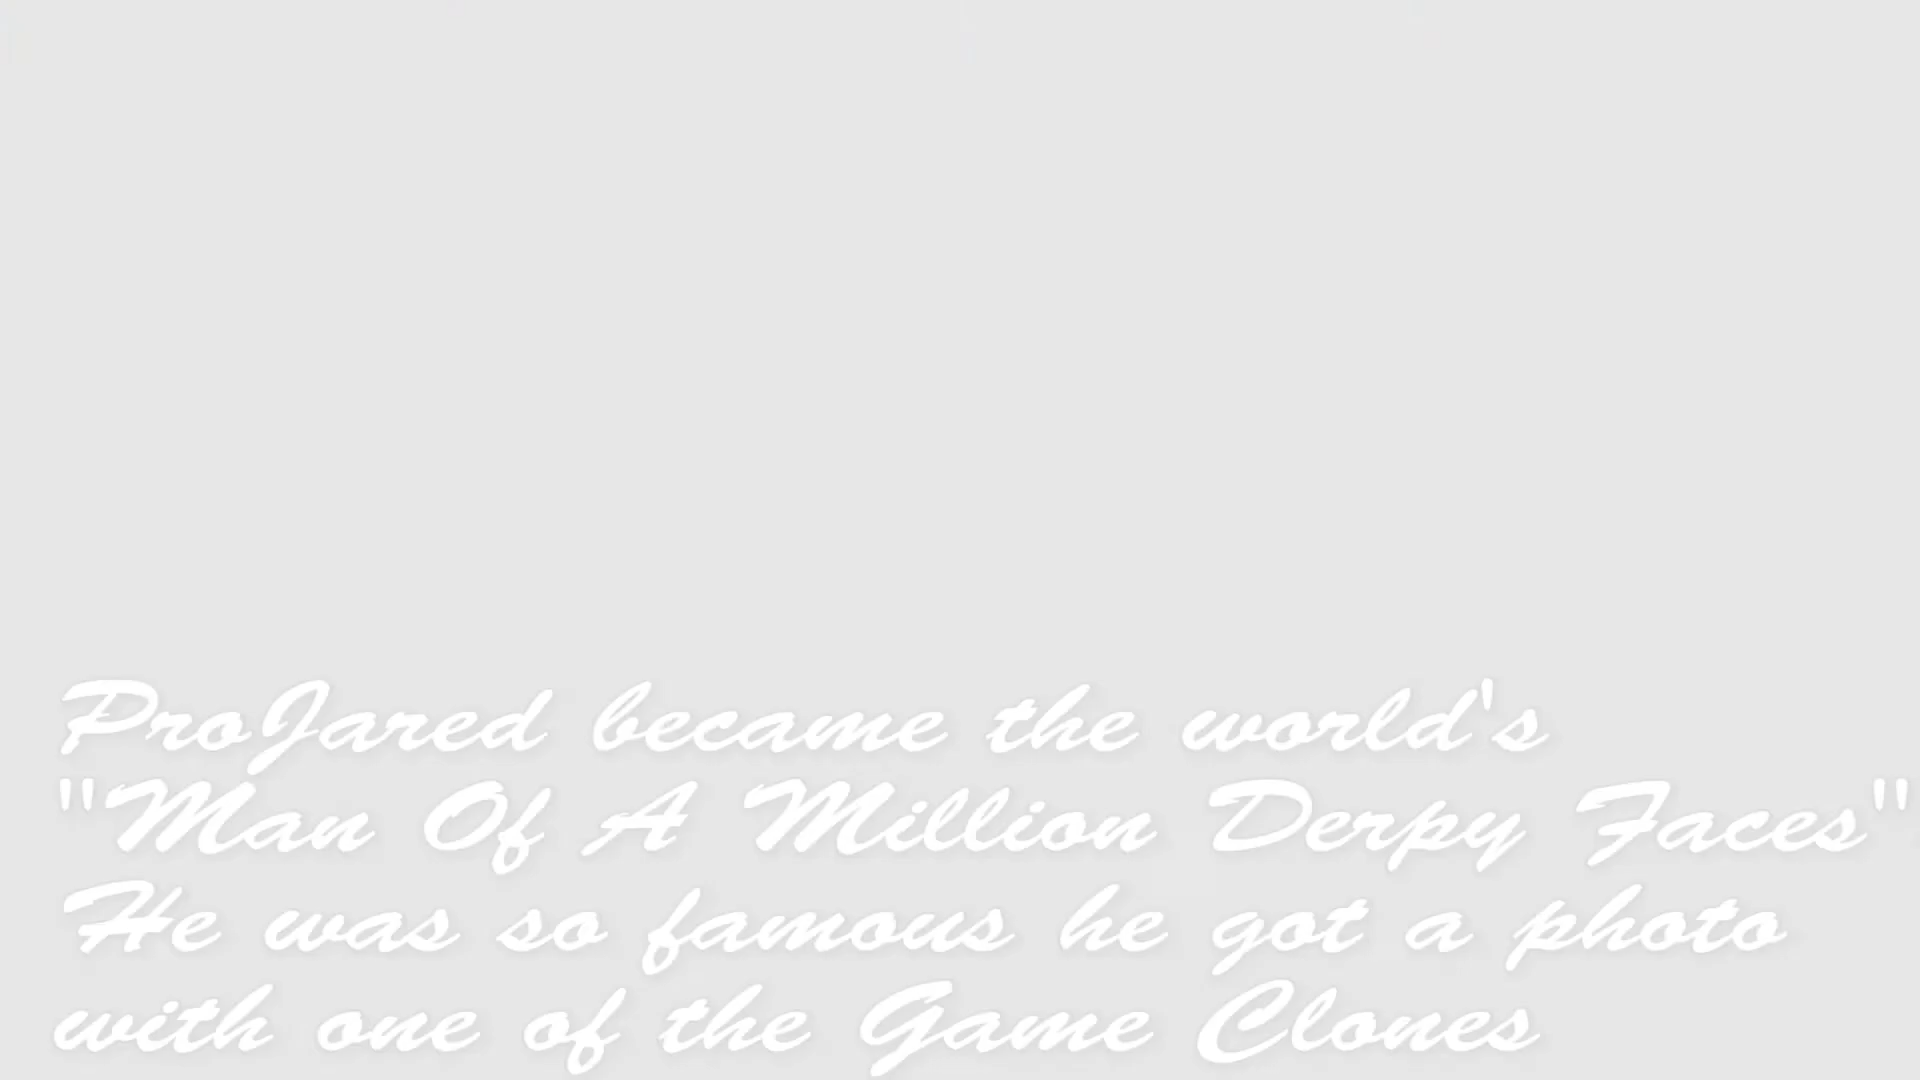 ProJared became the world's
"Man Of A Million Derpy Faces"
He was so famous he got a photo
with one of the Game Clones